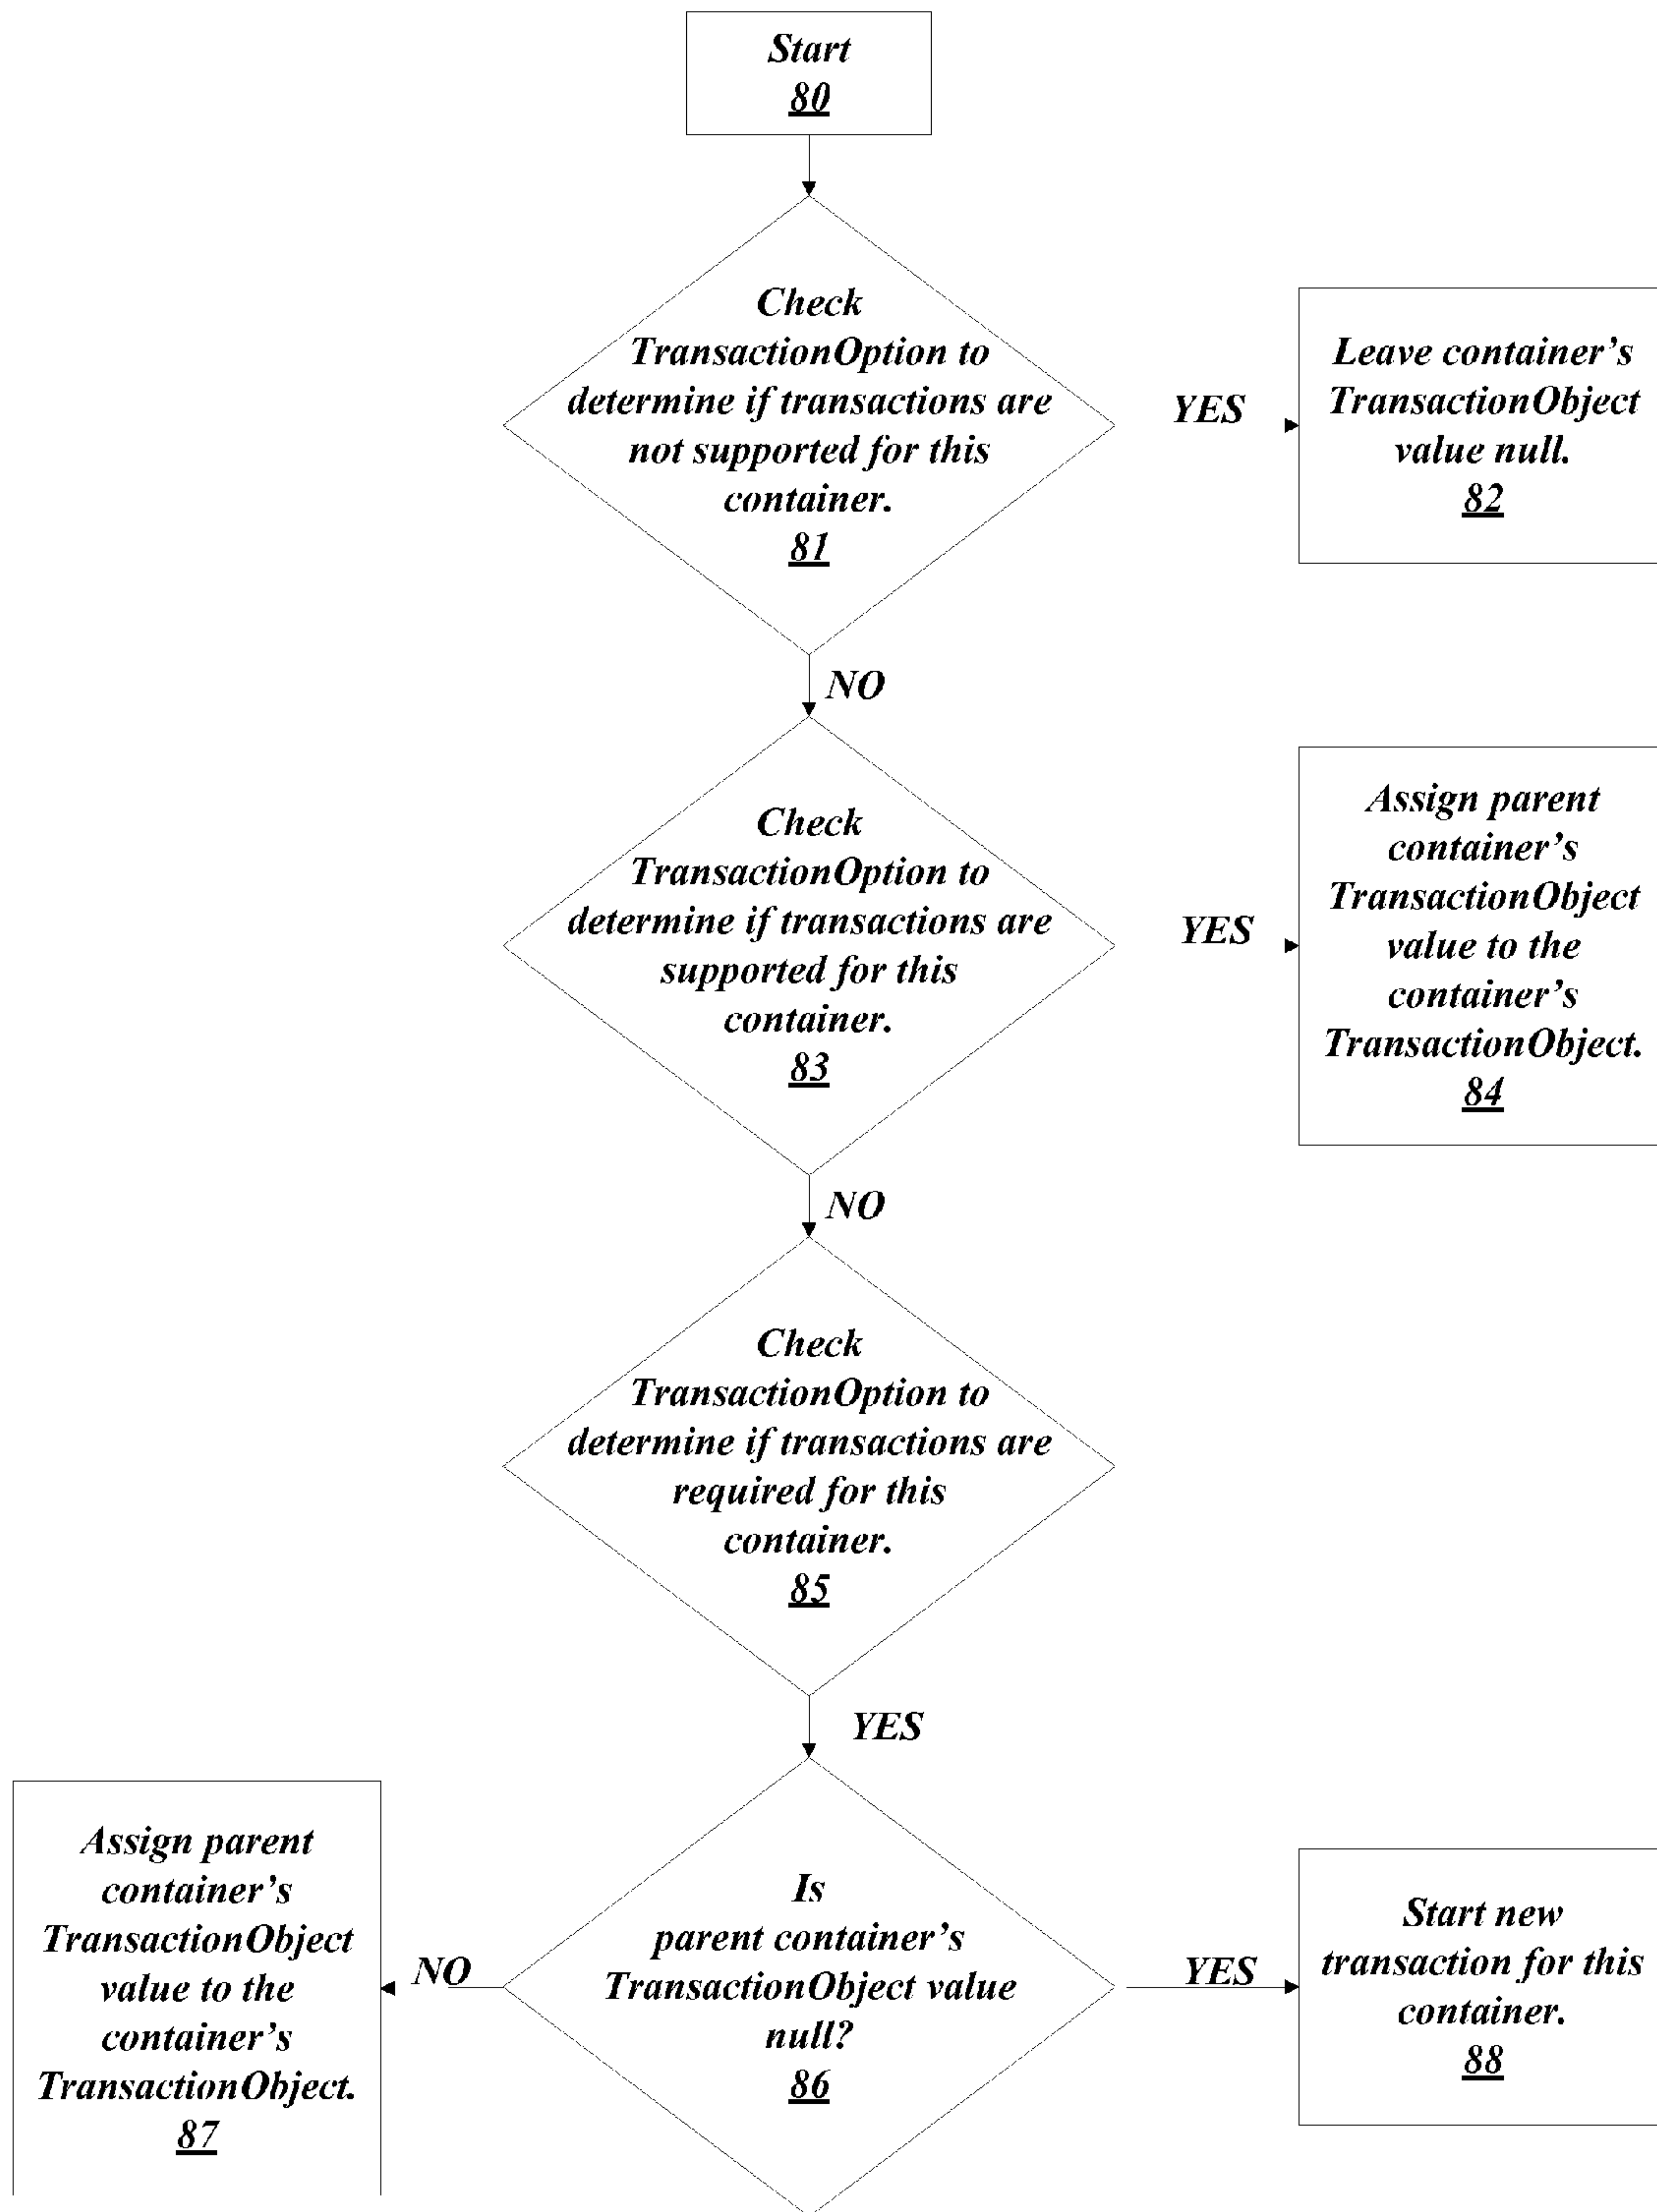 Start
80
Check
TransactionOption to
determine if transactions are
not supported for this
container.
81
YES
Leave container’s
TransactionObject
value null.
82
NO
Check
TransactionOption to
determine if transactions are
supported for this
container.
83
YES
Assign parent
container’s
TransactionObject
value to the
container’s
TransactionObject.
84
NO
Check
TransactionOption to
determine if transactions are
required for this
container.
85
YES
Assign parent
container’s
TransactionObject
value to the
container’s
TransactionObject.
87
NO
Is
parent container’s
TransactionObject value
null?
86
YES
Start new
transaction for this
container.
88